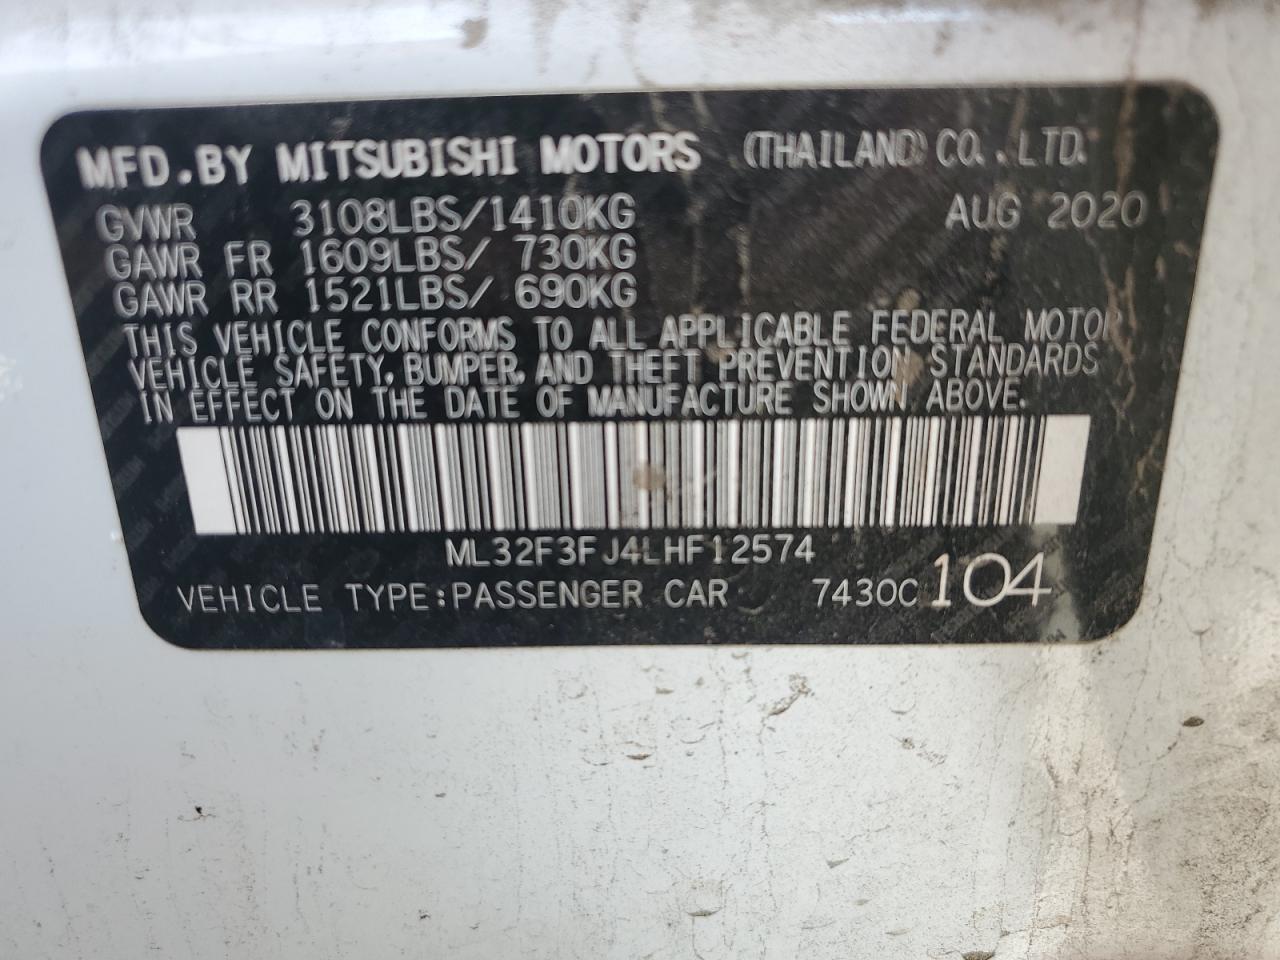 MFD.BY MITSUBISHI MOTORS (THAILAND) CO.,LTD.
GVWR 3108LBS/1410KG AUG 2020
GAWR FR 1609LBS/ 730KG
GAWR RR 1521LBS/ 690KG
THIS VEHICLE CONFORMS TO ALL APPLICABLE FEDERAL MOTOR
VEHICLE SAFETY, BUMPER, AND THEFT PREVENTION STANDARDS
IN EFFECT ON THE DATE OF MANUFACTURE SHOWN ABOVE.
ML32F3FJ4LHF12574
VEHICLE TYPE:PASSENGER CAR 7430C 104